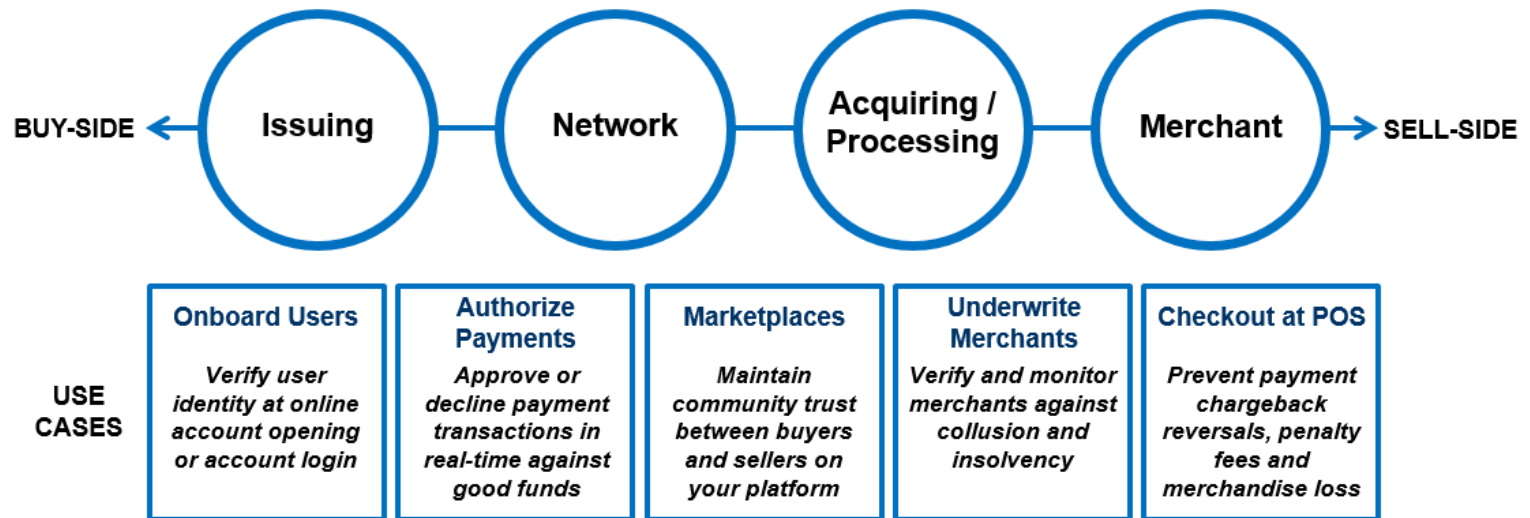 BUY-SIDE
Issuing
Network
Acquiring /
Processing
Merchant
SELL-SIDE
USE
CASES
Onboard Users
Verify user
identity at online
account opening
or account login
Authorize
Payments
Approve or
decline payment
transactions in
real-time against
good funds
Marketplaces
Maintain
community trust
between buyers
and sellers on
your platform
Underwrite
Merchants
Verify and monitor
merchants against
collusion and
insolvency
Checkout at POS
Prevent payment
chargeback
reversals, penalty
fees and
merchandise loss